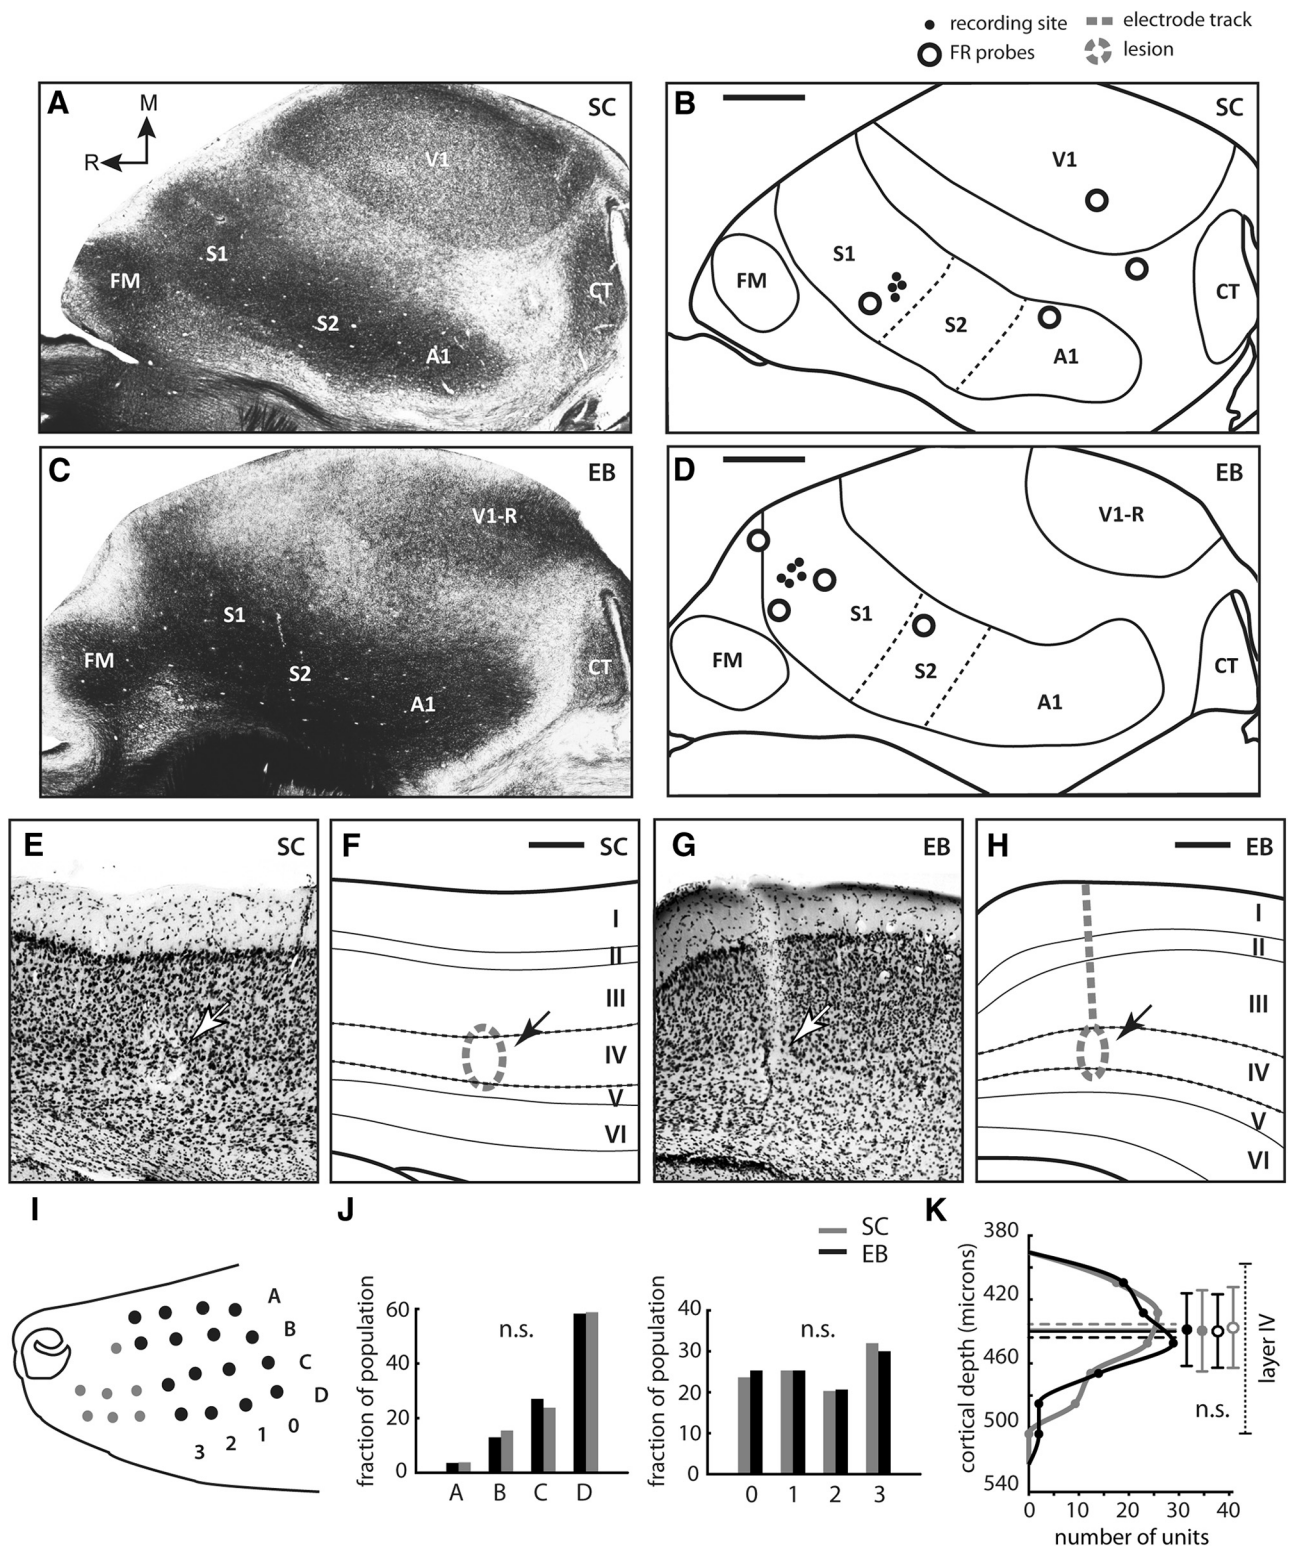 recording site
electrode track
FR probes
lesion
A
SC
M
R
V1
S1
FM
CT
S2
A1
B
SC
V1
S1
FM
CT
S2
A1
C
EB
V1-R
S1
FM
S2
CT
A1
D
EB
V1-R
S1
FM
S2
CT
A1
E
SC
F
SC
I
II
III
IV
V
VI
G
EB
H
EB
I
II
III
IV
V
VI
I
A
B
C
D
3 2 1 0
J
SC
EB
fraction of population
60
40
20
0
n.s.
A B C D
fraction of population
40
30
20
10
0
n.s.
0 1 2 3
K
cortical depth (microns)
380
420
460
500
540
n.s.
layer IV
0 10 20 30 40
number of units